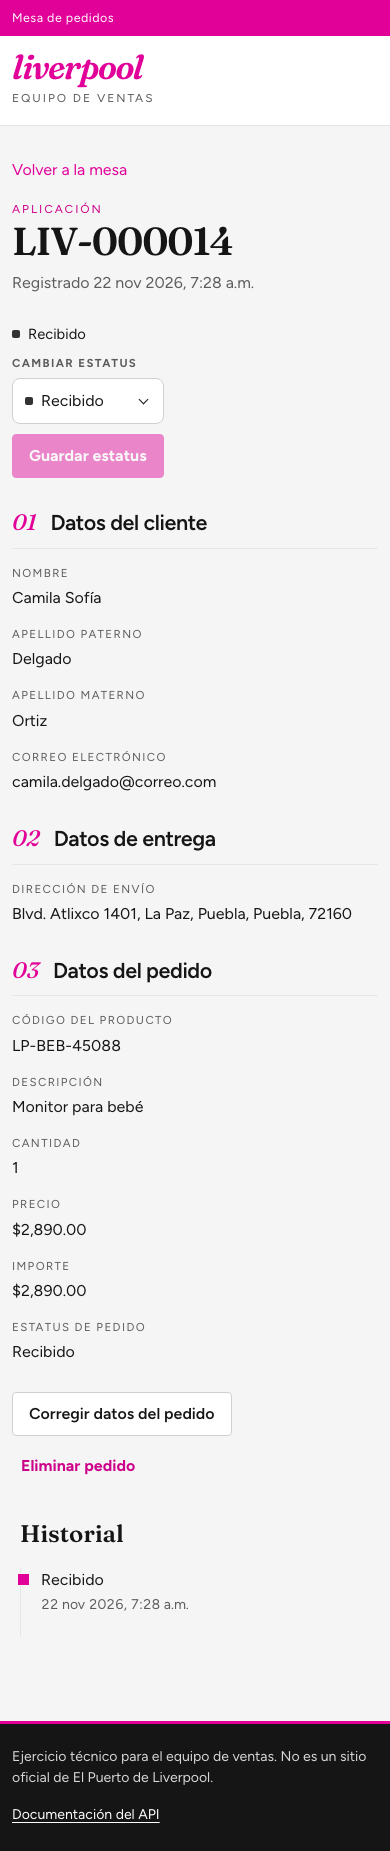 Mesa de pedidos
liverpool
EQUIPO DE VENTAS
Volver a la mesa
APLICACIÓN
LIV-000014
Registrado 22 nov 2026, 7:28 a.m.
Recibido
CAMBIAR ESTATUS
Recibido
Guardar estatus
01 Datos del cliente
NOMBRE
Camila Sofía
APELLIDO PATERNO
Delgado
APELLIDO MATERNO
Ortiz
CORREO ELECTRÓNICO
camila.delgado@correo.com
02 Datos de entrega
DIRECCIÓN DE ENVÍO
Blvd. Atlixco 1401, La Paz, Puebla, Puebla, 72160
03 Datos del pedido
CÓDIGO DEL PRODUCTO
LP-BEB-45088
DESCRIPCIÓN
Monitor para bebé
CANTIDAD
1
PRECIO
$2,890.00
IMPORTE
$2,890.00
ESTATUS DE PEDIDO
Recibido
Corregir datos del pedido
Eliminar pedido
Historial
Recibido
22 nov 2026, 7:28 a.m.
Ejercicio técnico para el equipo de ventas. No es un sitio
oficial de El Puerto de Liverpool.
Documentación del API